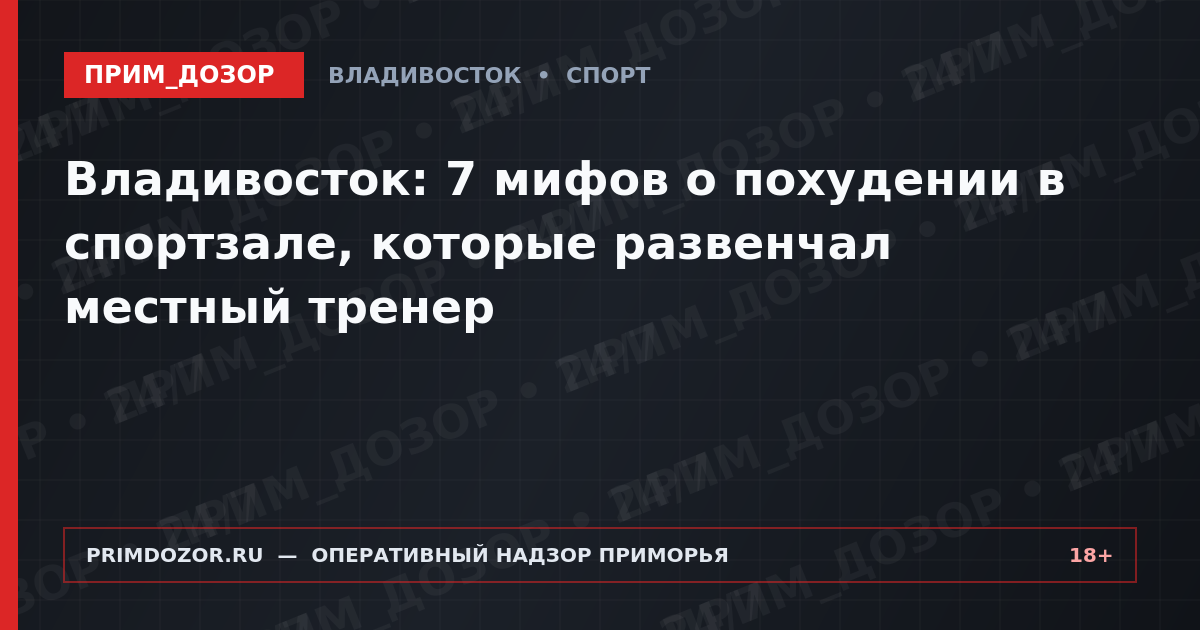 ПРИМ_ДОЗОР ВЛАДИВОСТОК • СПОРТ
Владивосток: 7 мифов о похудении в
спортзале, которые развенчал
местный тренер
PRIMDOZOR.RU — ОПЕРАТИВНЫЙ НАДЗОР ПРИМОРЬЯ 18+